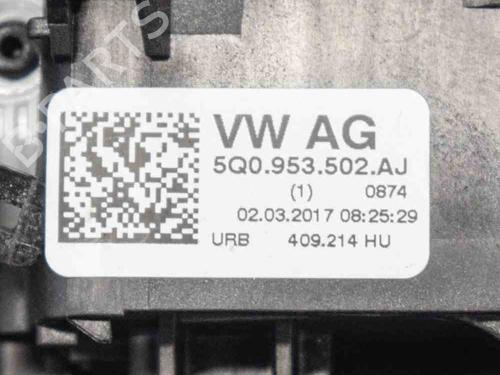 VW AG
5Q0.953.502.AJ
(1) 0874
02.03.2017 08:25:29
URB 409.214 HU